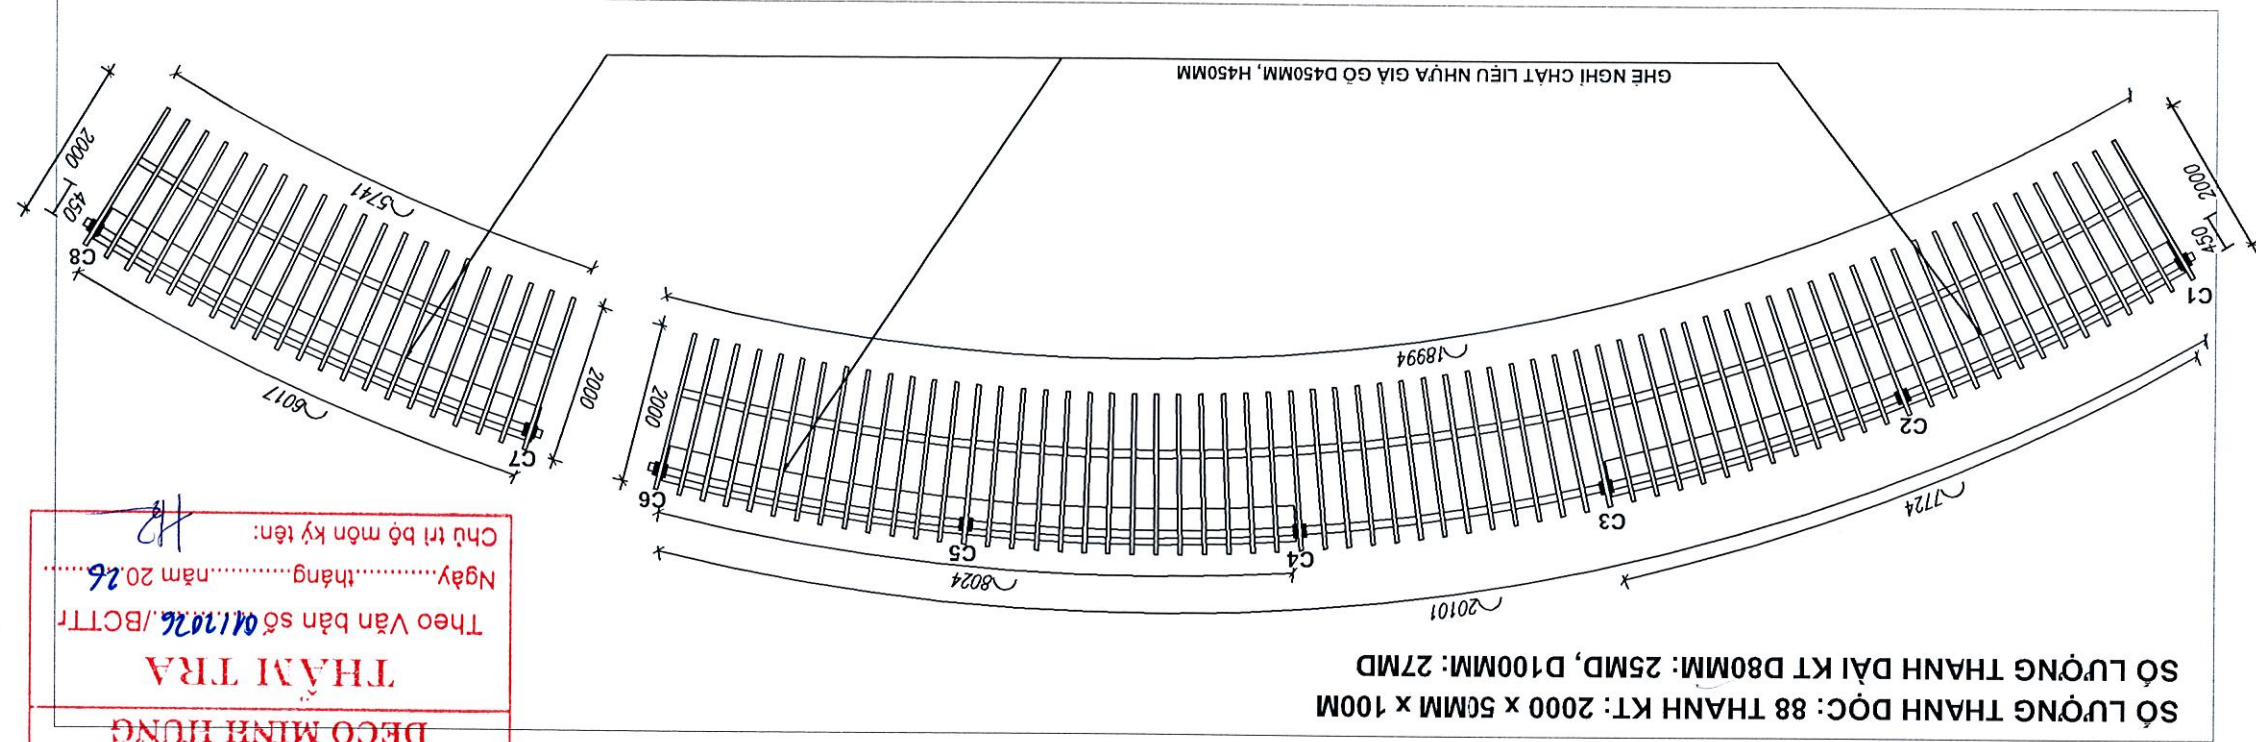 SỐ LƯỢNG THANH DỌC: 88 THANH KT: 2000 x 50MM x 100M
SỐ LƯỢNG THANH DÀI KT D80MM: 25MD, D100MM: 27MD
DECO MINH HÙNG
THẨM TRA
Theo Văn bản số 01.2026/BCTTr
Ngày...........tháng............năm 2026
Chủ trì bộ môn ký tên:
20101
8024
7724
C4
C5
C3
C6
C2
C7
C1
C8
6017
18994
2000
2000
5741
450
2000
450
2000
GHẾ NGHỈ CHẤT LIỆU NHỰA GIẢ GỖ D450MM, H450MM